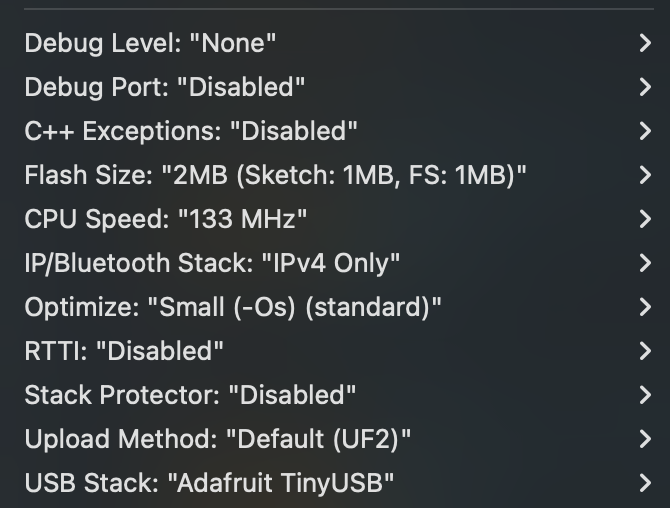 Debug Level: "None"
Debug Port: "Disabled"
C++ Exceptions: "Disabled"
Flash Size: "2MB (Sketch: 1MB, FS: 1MB)"
CPU Speed: "133 MHz"
IP/Bluetooth Stack: "IPv4 Only"
Optimize: "Small (-Os) (standard)"
RTTI: "Disabled"
Stack Protector: "Disabled"
Upload Method: "Default (UF2)"
USB Stack: "Adafruit TinyUSB"